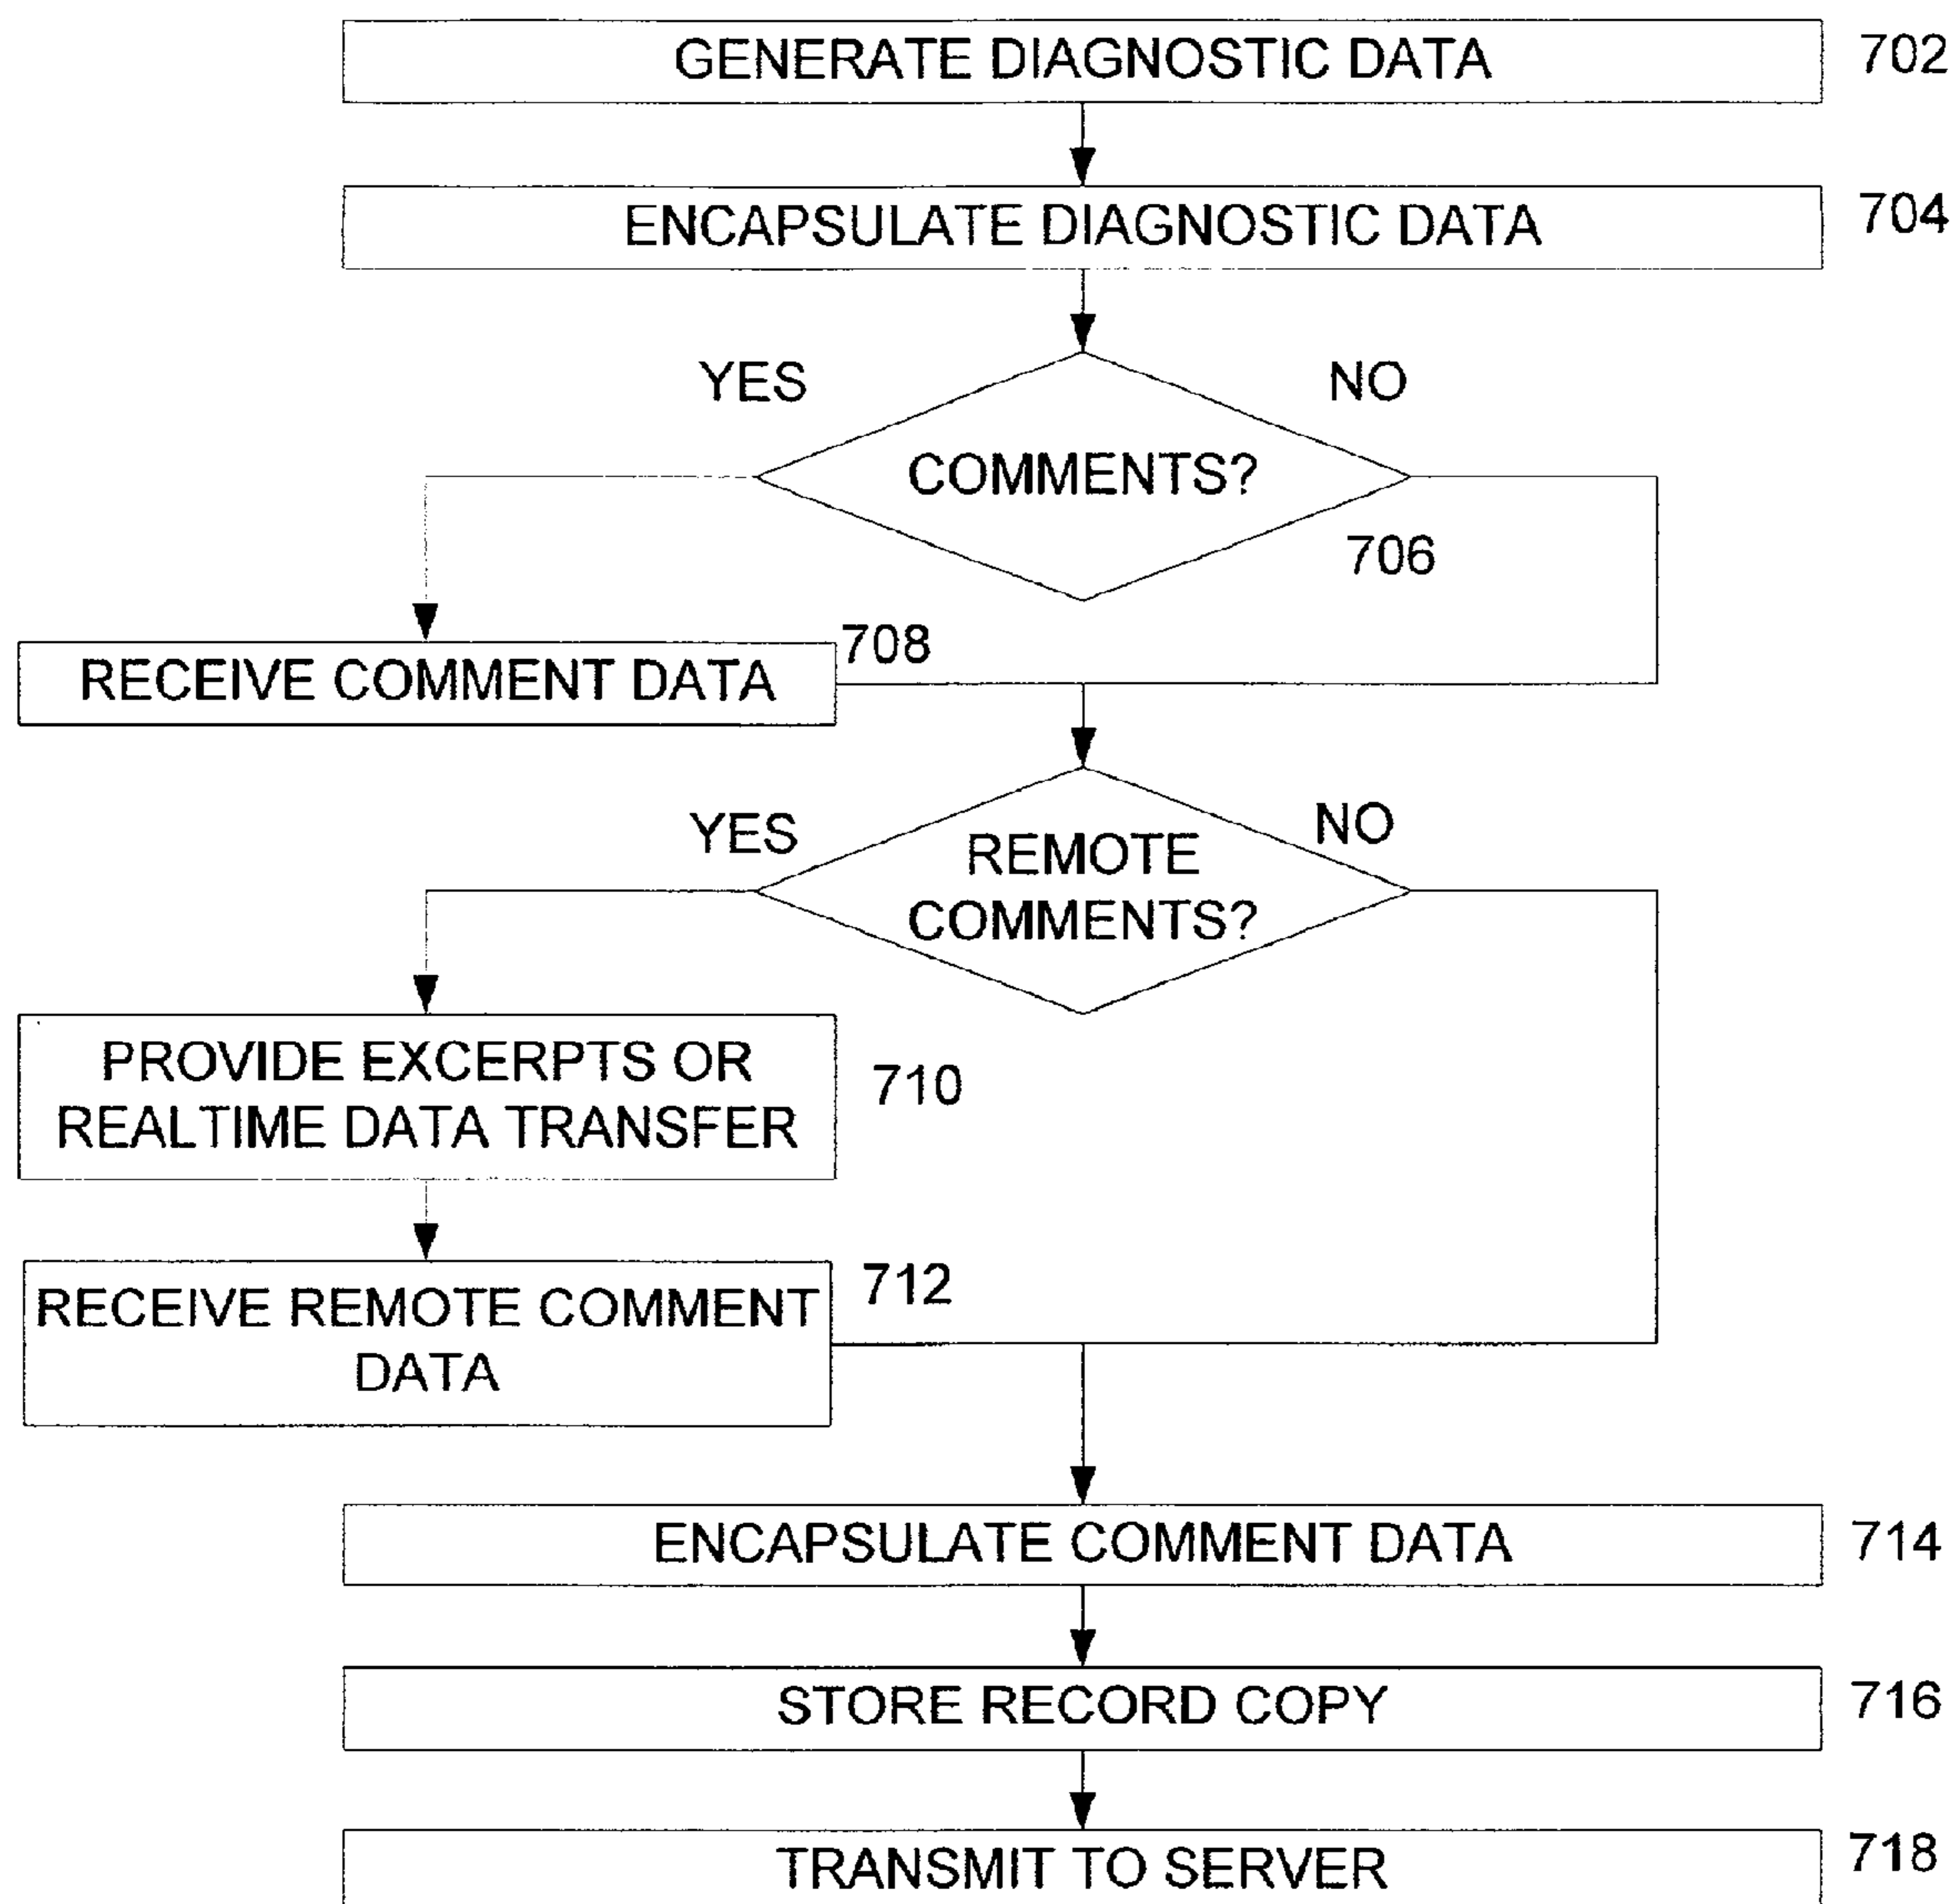 GENERATE DIAGNOSTIC DATA 702
ENCAPSULATE DIAGNOSTIC DATA 704
YES NO
COMMENTS?
706
RECEIVE COMMENT DATA 708
YES NO
REMOTE
COMMENTS?
PROVIDE EXCERPTS OR
REALTIME DATA TRANSFER
710
RECEIVE REMOTE COMMENT
DATA
712
ENCAPSULATE COMMENT DATA 714
STORE RECORD COPY 716
TRANSMIT TO SERVER 718